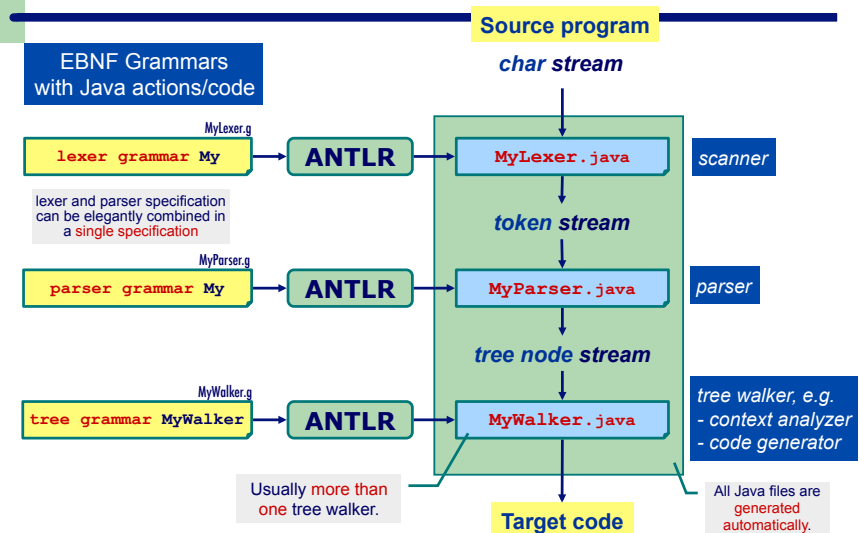 Source program
EBNF Grammars
with Java actions/code
char stream
MyLexer.g
lexer grammar My
ANTLR
MyLexer.java
scanner
lexer and parser specification
can be elegantly combined in
a single specification
token stream
MyParser.g
parser grammar My
ANTLR
MyParser.java
parser
tree node stream
MyWalker.g
tree grammar MyWalker
ANTLR
MyWalker.java
tree walker, e.g.
- context analyzer
- code generator
Usually more than
one tree walker.
All Java files are
generated
automatically.
Target code